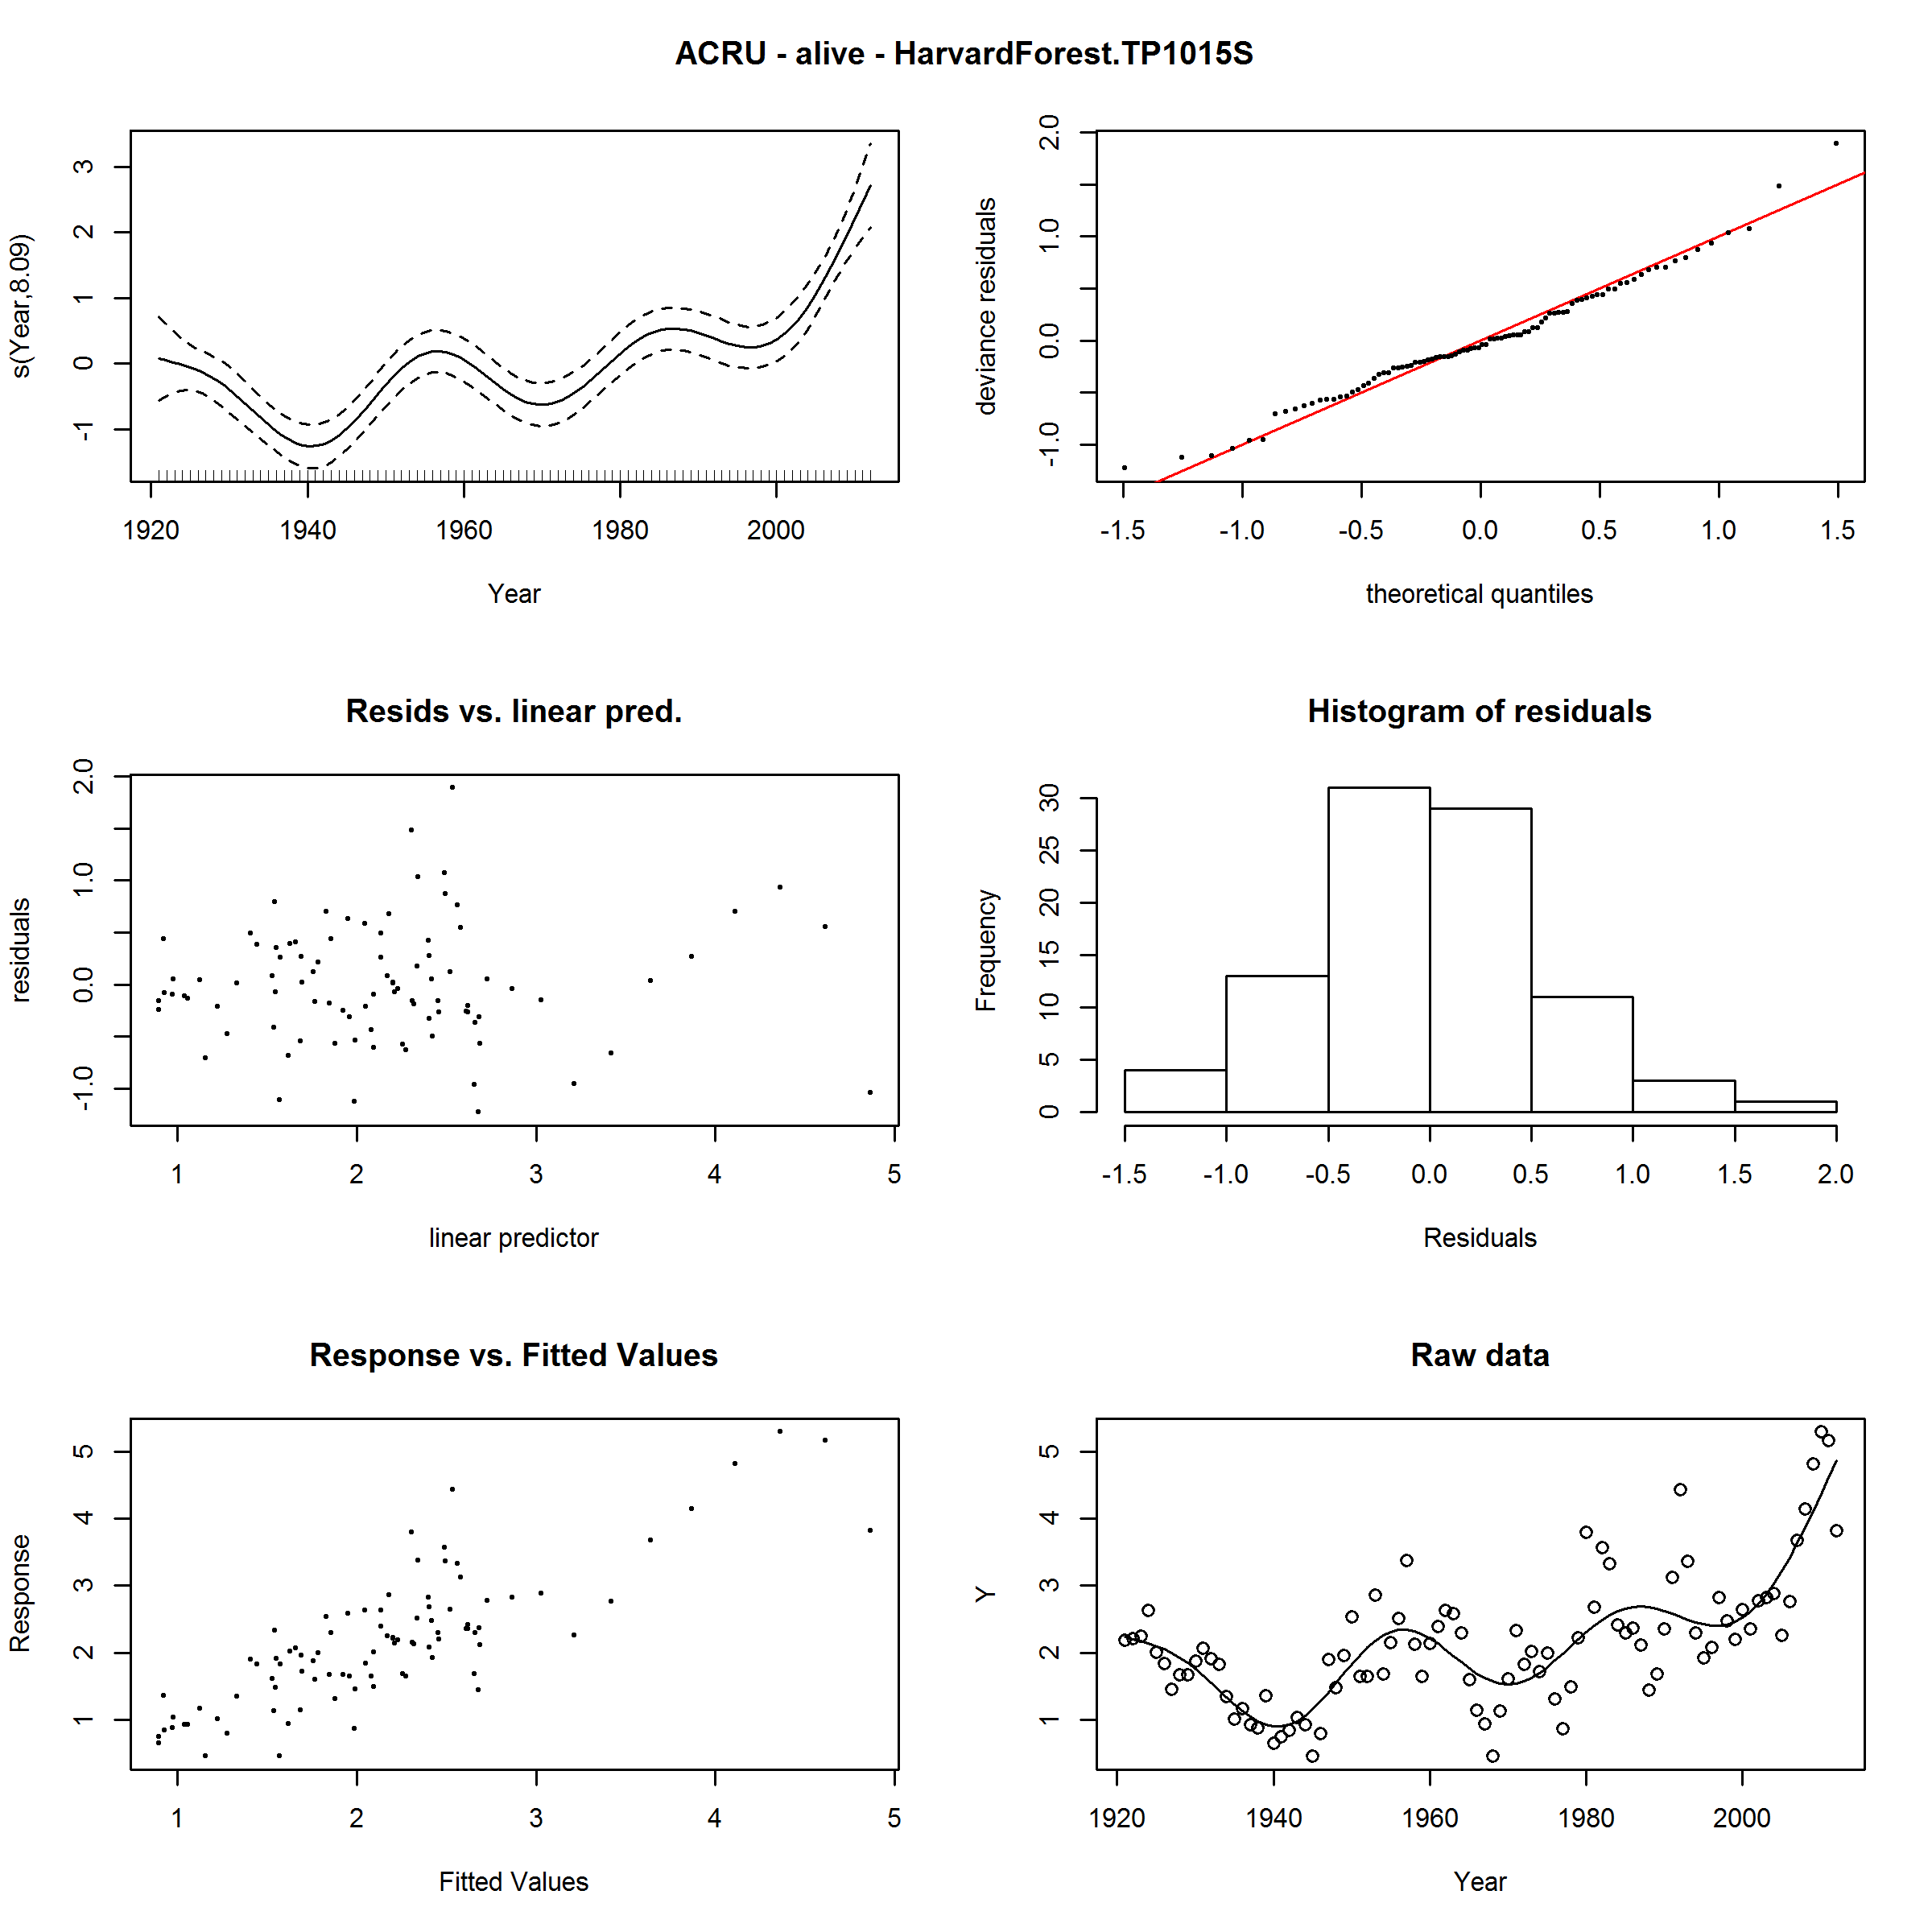 ACRU - alive - HarvardForest.TP1015S
s(Year,8.09)
-1 0 1 2 3
1920 1940 1960 1980 2000
Year
deviance residuals
-1.0 0.0 1.0 2.0
-1.5 -1.0 -0.5 0.0 0.5 1.0 1.5
theoretical quantiles
Resids vs. linear pred.
residuals
-1.0 0.0 1.0 2.0
1 2 3 4 5
linear predictor
Histogram of residuals
Frequency
0 5 10 15 20 25 30
-1.5 -1.0 -0.5 0.0 0.5 1.0 1.5 2.0
Residuals
Response vs. Fitted Values
Response
1 2 3 4 5
1 2 3 4 5
Fitted Values
Raw data
Y
1 2 3 4 5
1920 1940 1960 1980 2000
Year